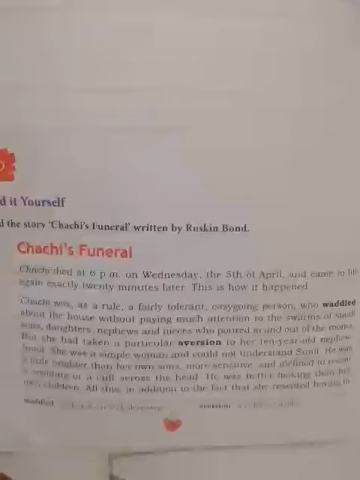 d it Yourself
d the story 'Chachi's Funeral' written by Ruskin Bond.
Chachi's Funeral
Chachi died at 6 p.m. on Wednesday, the 5th of April, and came to life
again exactly twenty minutes later. This is how it happened.
Chachi was, as a rule, a fairly tolerant, easygoing person, who waddled
about the house without paying much attention to the swarms of small
sons, daughters, nephews and nieces who poured in and out of the rooms.
But she had taken a particular aversion to her ten-year-old nephew,
Sunil. She was a simple woman and could not understand Sunil. He was
a little brighter than her own sons, more sensitive, and inclined to resent
a scolding or a cuff across the head. He was better looking than her
own children. All this, in addition to the fact that she resented having to
waddled
aversion